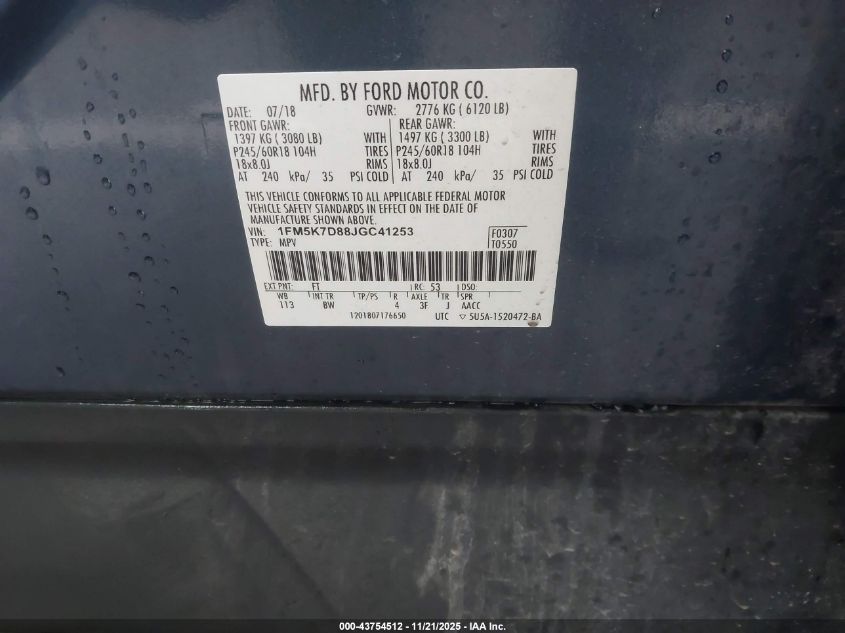 MFD. BY FORD MOTOR CO.
DATE: 07/18 GVWR: 2776 KG ( 6120 LB)
FRONT GAWR: REAR GAWR:
1397 KG ( 3080 LB) WITH 1497 KG ( 3300 LB) WITH
P245/60R18 104H TIRES P245/60R18 104H TIRES
18x8.0J RIMS 18x8.0J RIMS
AT 240 kPa/ 35 PSI COLD AT 240 kPa/ 35 PSI COLD
THIS VEHICLE CONFORMS TO ALL APPLICABLE FEDERAL MOTOR
VEHICLE SAFETY STANDARDS IN EFFECT ON THE DATE OF
MANUFACTURE SHOWN ABOVE.
VIN: 1FM5K7D88JGC41253 F0307
TYPE: MPV T0550
EXT PNT: FT RC: 53 DSO:
WB INT TR TP/PS R AXLE TR SPR
113 BW 4 3F J AACC
1201807176650 UTC ▽ 5U5A-1520472-BA
000-43754512 - 11/21/2025 - IAA Inc.